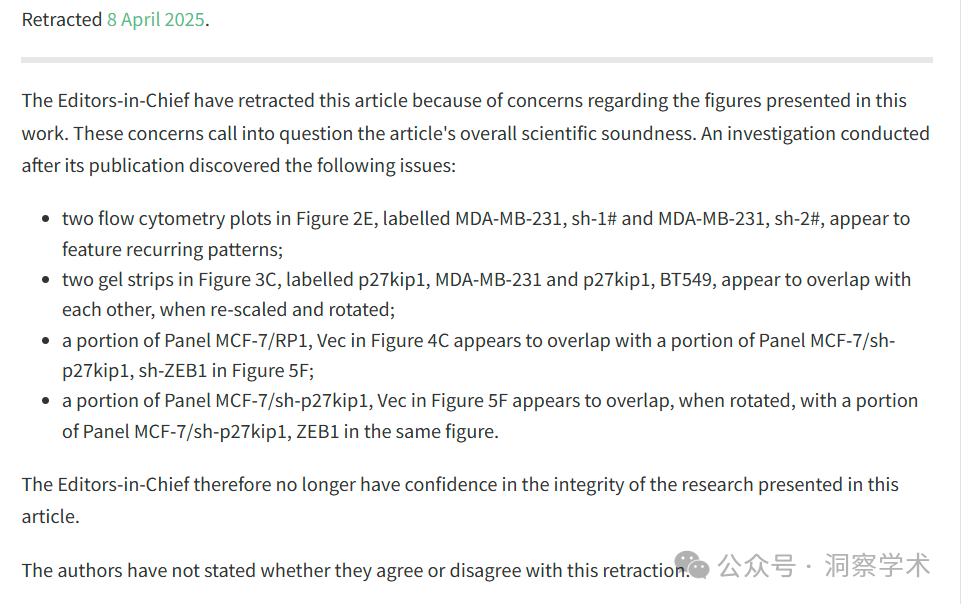 Retracted 8 April 2025.
The Editors-in-Chief have retracted this article because of concerns regarding the figures presented in this
work. These concerns call into question the article's overall scientific soundness. An investigation conducted
after its publication discovered the following issues:
• two flow cytometry plots in Figure 2E, labelled MDA-MB-231, sh-1# and MDA-MB-231, sh-2#, appear to
feature recurring patterns;
• two gel strips in Figure 3C, labelled p27kip1, MDA-MB-231 and p27kip1, BT549, appear to overlap with
each other, when re-scaled and rotated;
• a portion of Panel MCF-7/RP1, Vec in Figure 4C appears to overlap with a portion of Panel MCF-7/sh-
p27kip1, sh-ZEB1 in Figure 5F;
• a portion of Panel MCF-7/sh-p27kip1, Vec in Figure 5F appears to overlap, when rotated, with a portion
of Panel MCF-7/sh-p27kip1, ZEB1 in the same figure.
The Editors-in-Chief therefore no longer have confidence in the integrity of the research presented in this
article.
The authors have not stated whether they agree or disagree with this retraction.
公众号 · 洞察学术